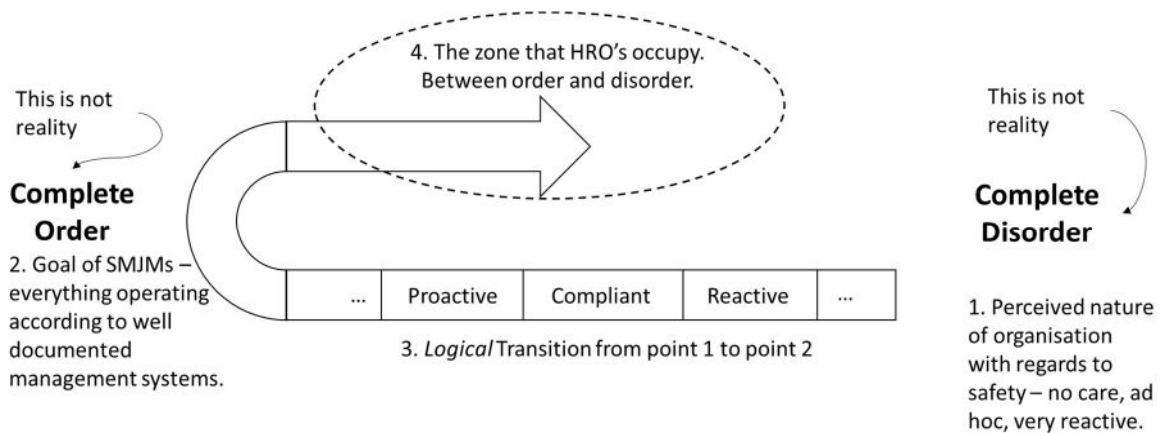 4. The zone that HRO's occupy.
Between order and disorder.
This is not
reality
Complete
Order
2. Goal of SMJMs –
everything operating
according to well
documented
management systems.
... Proactive Compliant Reactive ...
3. Logical Transition from point 1 to point 2
This is not
reality
Complete
Disorder
1. Perceived nature
of organisation
with regards to
safety – no care, ad
hoc, very reactive.